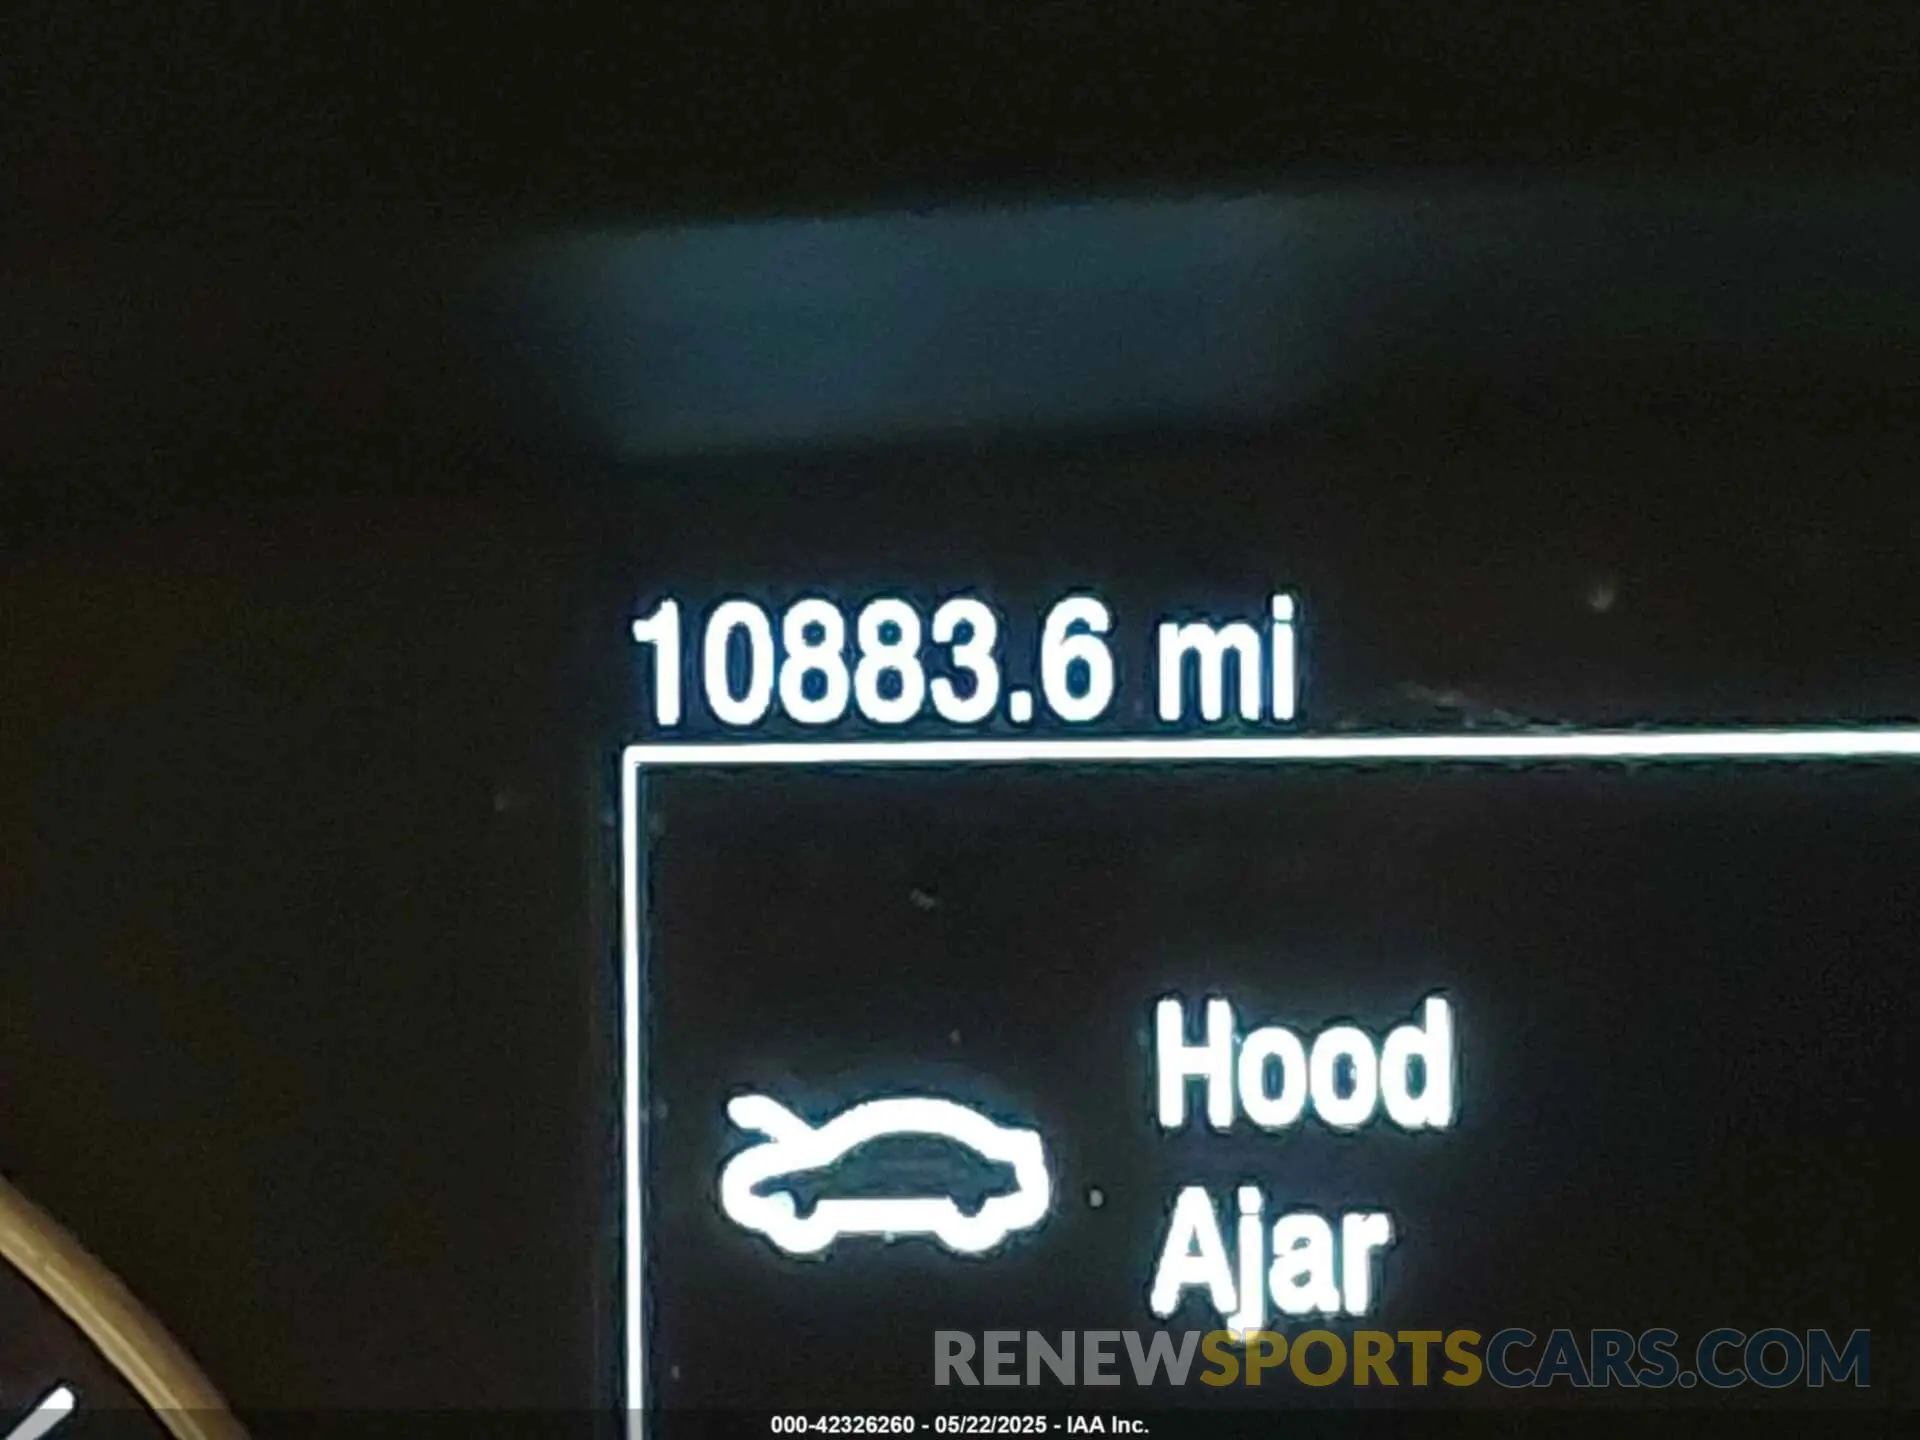 10883.6 mi
Hood
Ajar
RENEWSPORTSCARS.COM
000-42326260 - 05/22/2025 - IAA Inc.